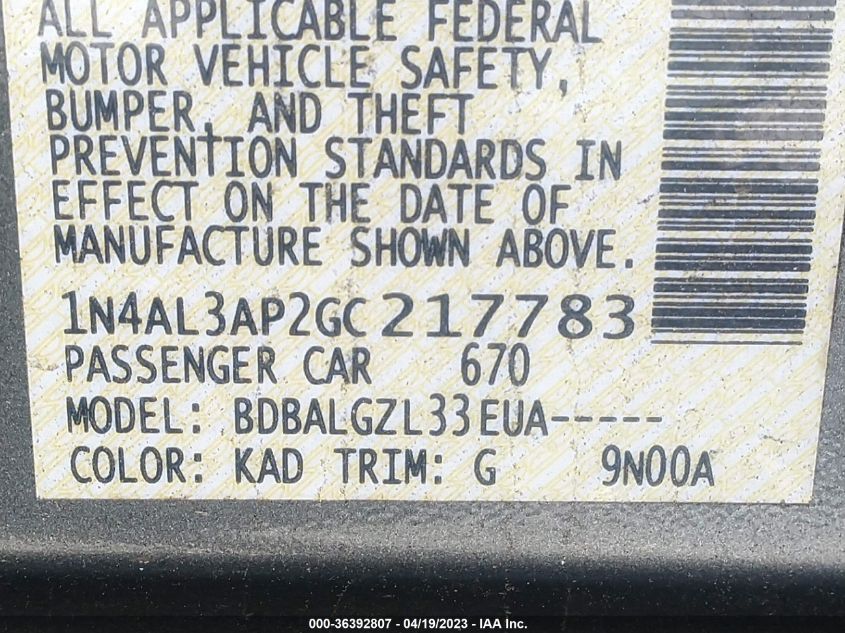 ALL APPLICABLE FEDERAL
MOTOR VEHICLE SAFETY,
BUMPER, AND THEFT
PREVENTION STANDARDS IN
EFFECT ON THE DATE OF
MANUFACTURE SHOWN ABOVE.
1N4AL3AP2GC217783
PASSENGER CAR 670
MODEL: BDBALGZL33EUA-----
COLOR: KAD TRIM: G 9N00A
000-36392807 - 04/19/2023 - IAA Inc.